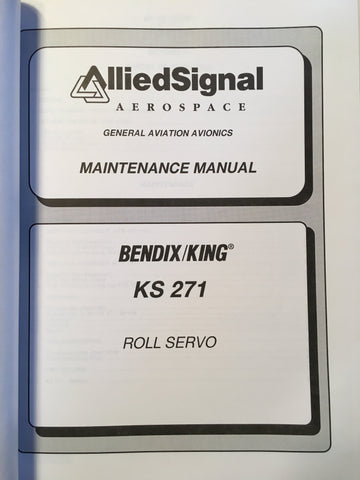 AlliedSignal
AEROSPACE
GENERAL AVIATION AVIONICS
MAINTENANCE MANUAL
BENDIX/KING®
KS 271
ROLL SERVO